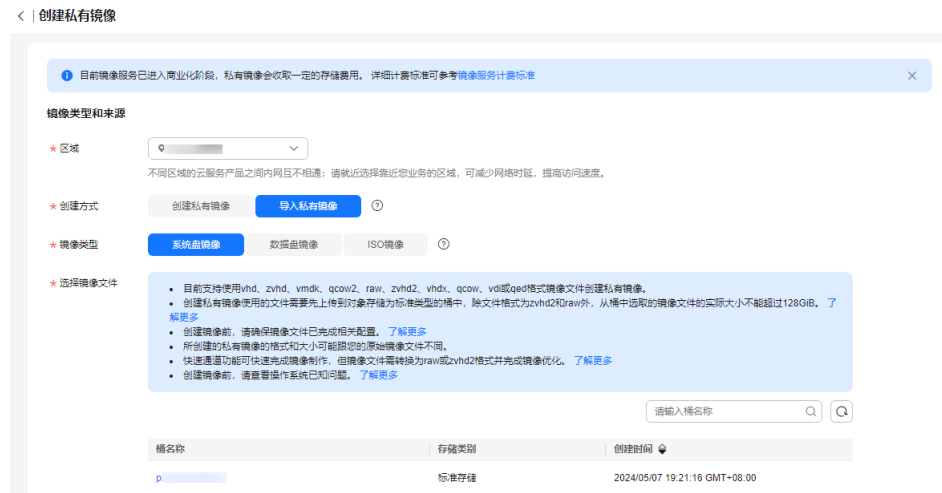 创建私有镜像
目前镜像服务已进入商业化阶段，私有镜像会收取一定的存储费用。 详细计费标准可参考镜像服务计费标准
镜像类型和来源
* 区域
不同区域的云服务产品之间内网互不相通；请就近选择靠近您业务的区域，可减少网络时延，提高访问速度。
* 创建方式 创建私有镜像 导入私有镜像
* 镜像类型 系统盘镜像 数据盘镜像 ISO镜像
* 选择镜像文件
• 目前支持使用vhd、zvhd、vmdk、qcow2、raw、zvhd2、vhdx、qcow、vdi或qed格式镜像文件创建私有镜像。
• 创建私有镜像使用的文件需要先上传到对象存储为标准类型的桶中，除文件格式为zvhd2和raw外，从桶中选取的镜像文件的实际大小不能超过128GiB。 了
解更多
• 创建镜像前，请确保镜像文件已完成相关配置。 了解更多
• 所创建的私有镜像的格式和大小可能跟您的原始镜像文件不同。
• 快速通道功能可快速完成镜像制作，但镜像文件需转换为raw或zvhd2格式并完成镜像优化。 了解更多
• 创建镜像前，请查看操作系统已知问题。 了解更多
请输入桶名称
桶名称 存储类别 创建时间
p 标准存储 2024/05/07 19:21:16 GMT+08:00